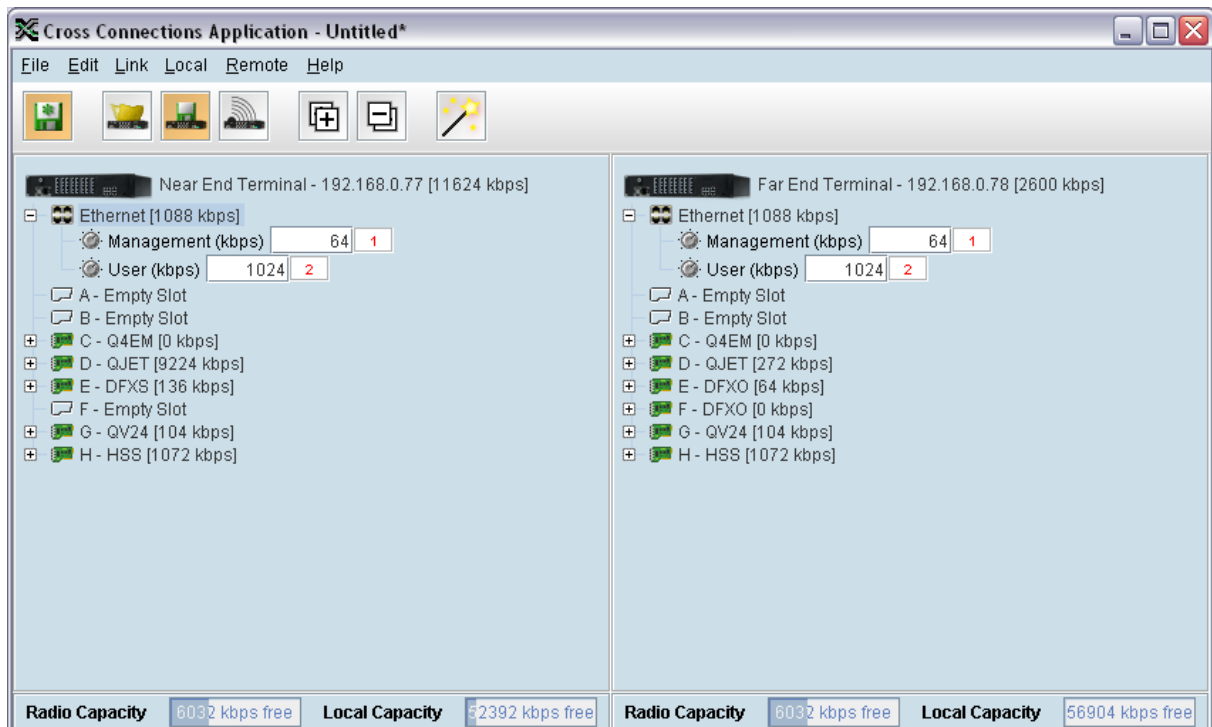 Cross Connections Application - Untitled*
File Edit Link Local Remote Help
Near End Terminal - 192.168.0.77 [11624 kbps]
Ethernet [1088 kbps]
Management (kbps) 64 1
User (kbps) 1024 2
A - Empty Slot
B - Empty Slot
C - Q4EM [0 kbps]
D - QJET [9224 kbps]
E - DFXS [136 kbps]
F - Empty Slot
G - QV24 [104 kbps]
H - HSS [1072 kbps]
Radio Capacity 6032 kbps free Local Capacity 52392 kbps free
Far End Terminal - 192.168.0.78 [2600 kbps]
Ethernet [1088 kbps]
Management (kbps) 64 1
User (kbps) 1024 2
A - Empty Slot
B - Empty Slot
C - Q4EM [0 kbps]
D - QJET [272 kbps]
E - DFXO [64 kbps]
F - DFXO [0 kbps]
G - QV24 [104 kbps]
H - HSS [1072 kbps]
Radio Capacity 6032 kbps free Local Capacity 56904 kbps free